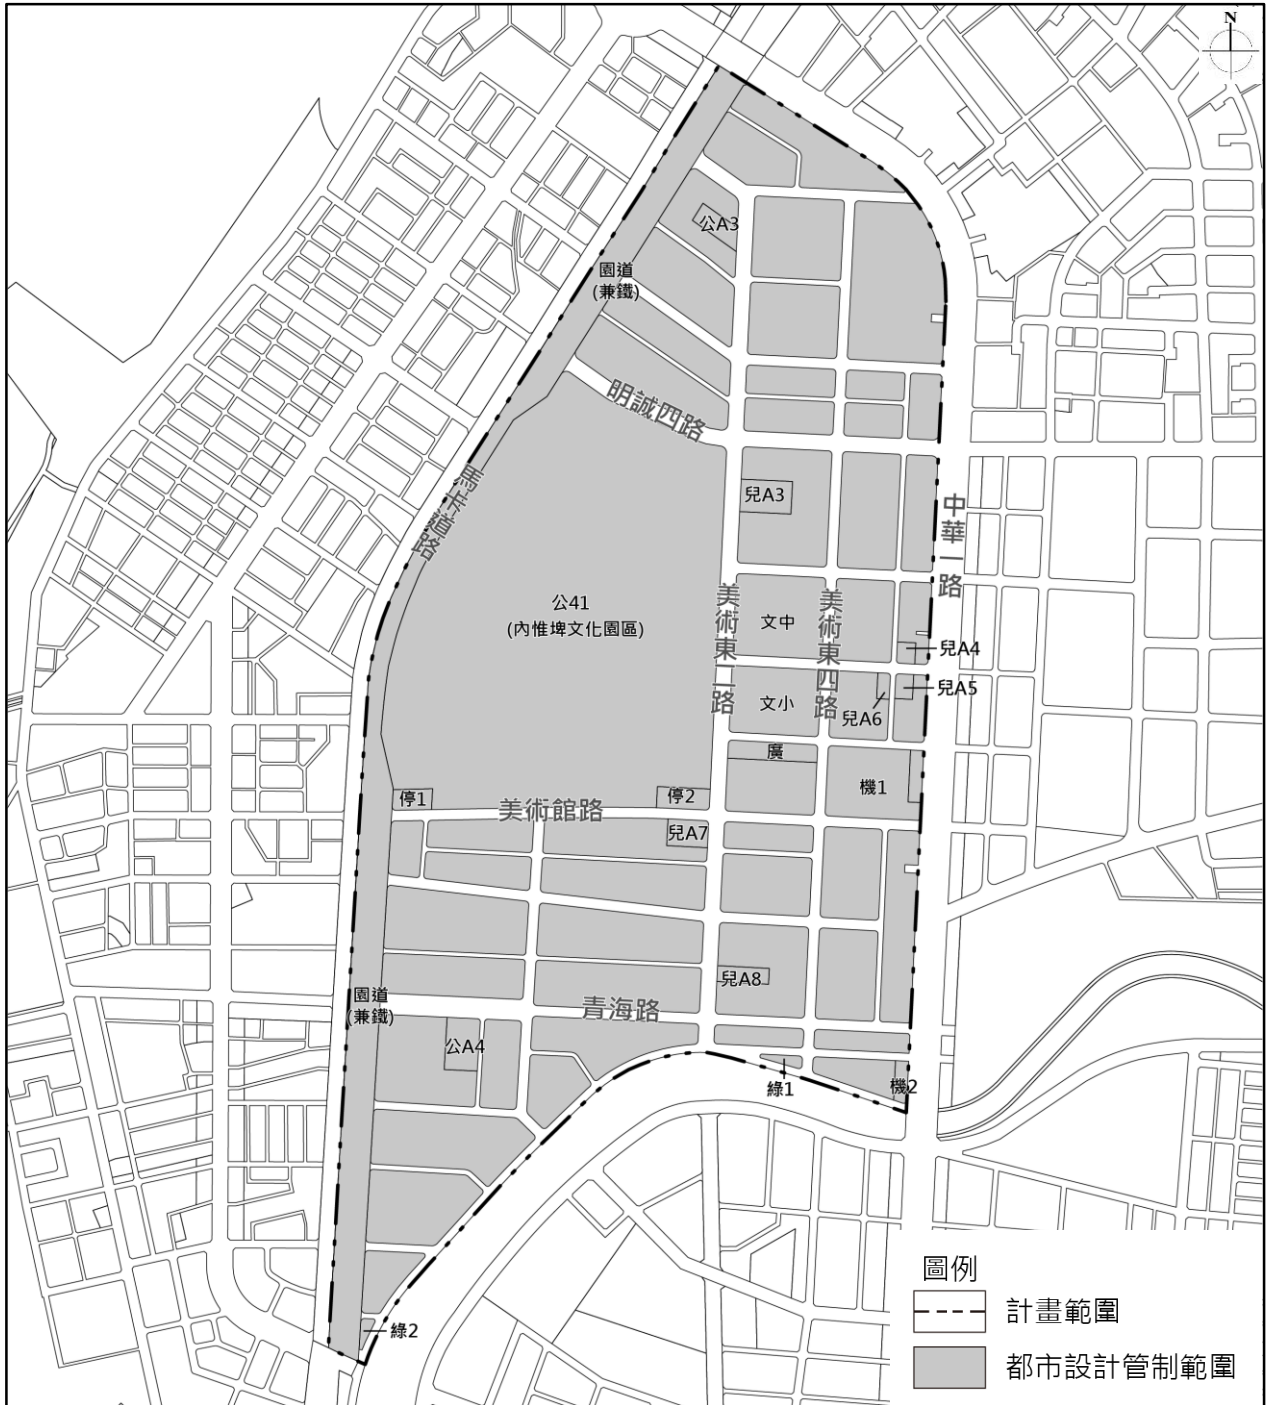 N
公A3
園道
(兼鐵)
明誠四路
馬卡道路
兒A3
中華一路
公41
(內惟埤文化園區)
美術東二路
文中
美術東四路
兒A4
文小
兒A5
兒A6
廣
機1
停1
美術館路
停2
兒A7
園道
(兼鐵)
兒A8
青海路
公A4
綠1
機2
綠2
圖例
計畫範圍
都市設計管制範圍